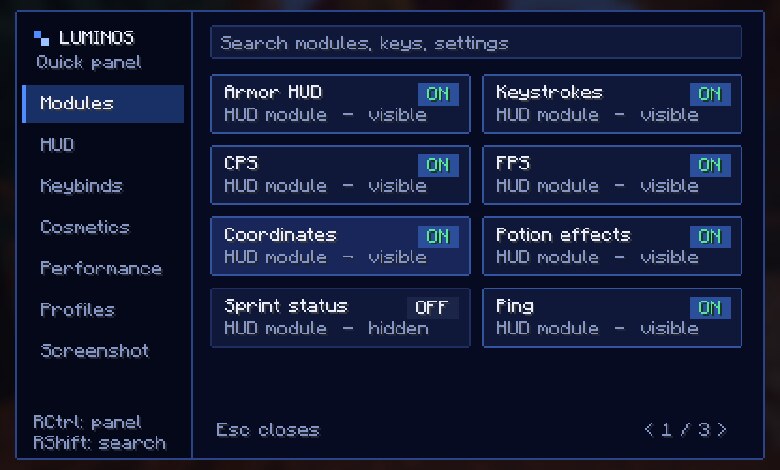 LUMINOS
Quick panel
Modules
HUD
Keybinds
Cosmetics
Performance
Profiles
Screenshot
RCtrl: panel
RShift: search
Search modules, keys, settings
Armor HUD ON
HUD module - visible
Keystrokes ON
HUD module - visible
CPS ON
HUD module - visible
FPS ON
HUD module - visible
Coordinates ON
HUD module - visible
Potion effects ON
HUD module - visible
Sprint status OFF
HUD module - hidden
Ping ON
HUD module - visible
Esc closes
< 1 / 3 >